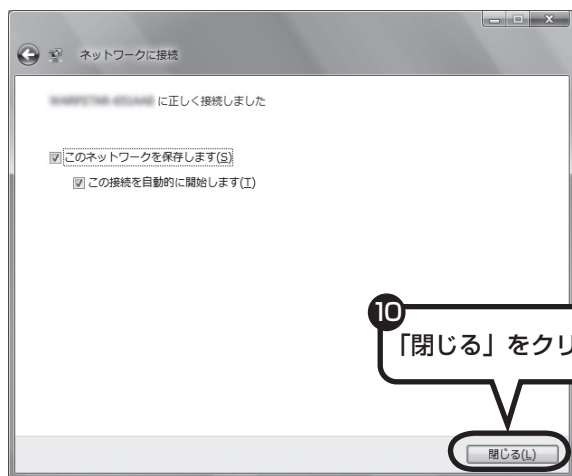 ネットワークに接続
に正しく接続しました
このネットワークを保存します(S)
この接続を自動的に開始します(T)
10
「閉じる」をクリ
閉じる(L)